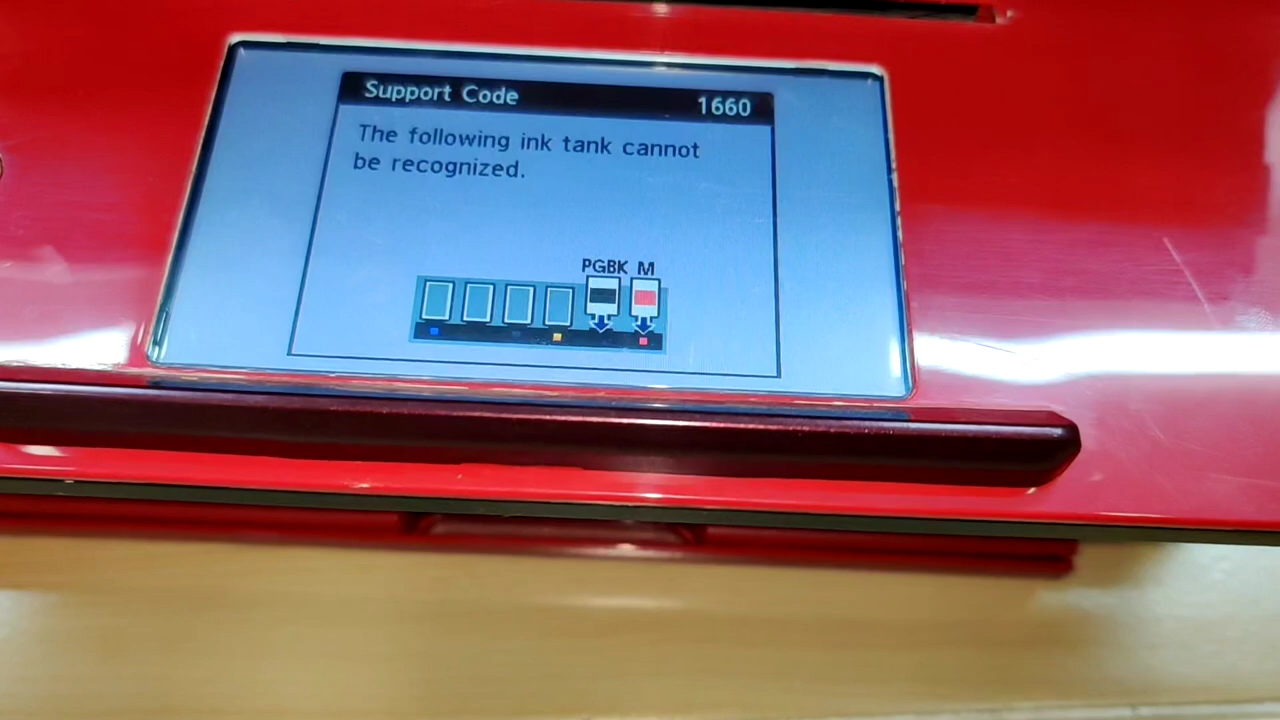 Support Code 1660
The following ink tank cannot
be recognized.
PGBK M